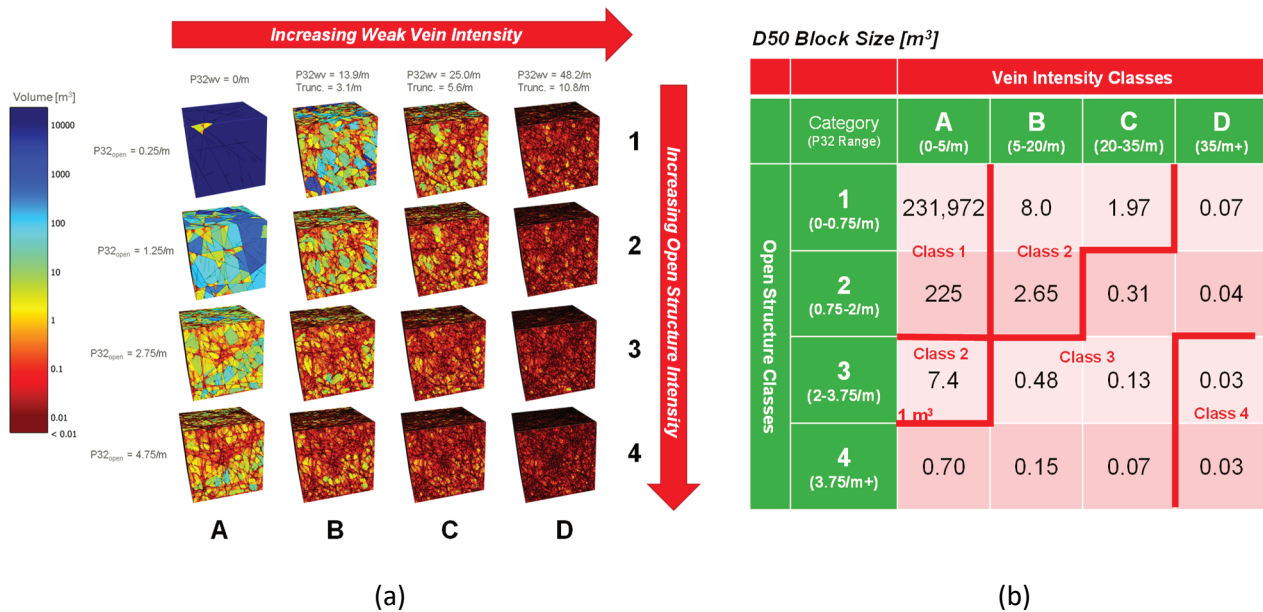 Increasing Weak Vein Intensity
P32wv = 0/m
P32wv = 13.9/m
Trunc. = 3.1/m
P32wv = 25.0/m
Trunc. = 5.6/m
P32wv = 48.2/m
Trunc. = 10.8/m
Volume [m³]
10000
1000
100
10
1
0.1
0.01
< 0.01
P32open = 0.25/m
P32open = 1.25/m
P32open = 2.75/m
P32open = 4.75/m
1
2
3
4
Increasing Open Structure Intensity
A B C D
(a)
D50 Block Size [m³]
Vein Intensity Classes
Category
(P32 Range)
A
(0-5/m)
B
(5-20/m)
C
(20-35/m)
D
(35/m+)
Open Structure Classes
1
(0-0.75/m)
231,972 8.0 1.97 0.07
Class 1 Class 2
2
(0.75-2/m)
225 2.65 0.31 0.04
Class 2 Class 3
3
(2-3.75/m)
7.4 0.48 0.13 0.03
1 m³ Class 4
4
(3.75/m+)
0.70 0.15 0.07 0.03
(b)